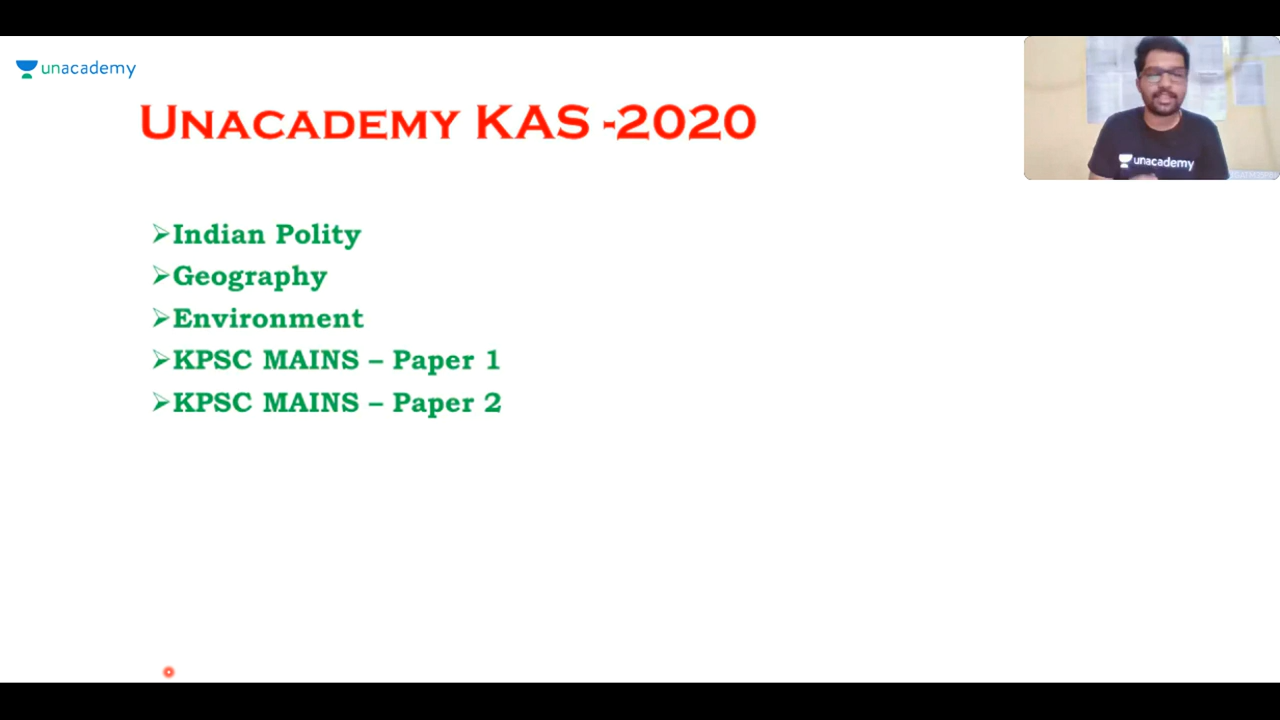 unacademy
UNACADEMY KAS -2020
unacademy
➢Indian Polity
➢Geography
➢Environment
➢KPSC MAINS – Paper 1
➢KPSC MAINS – Paper 2